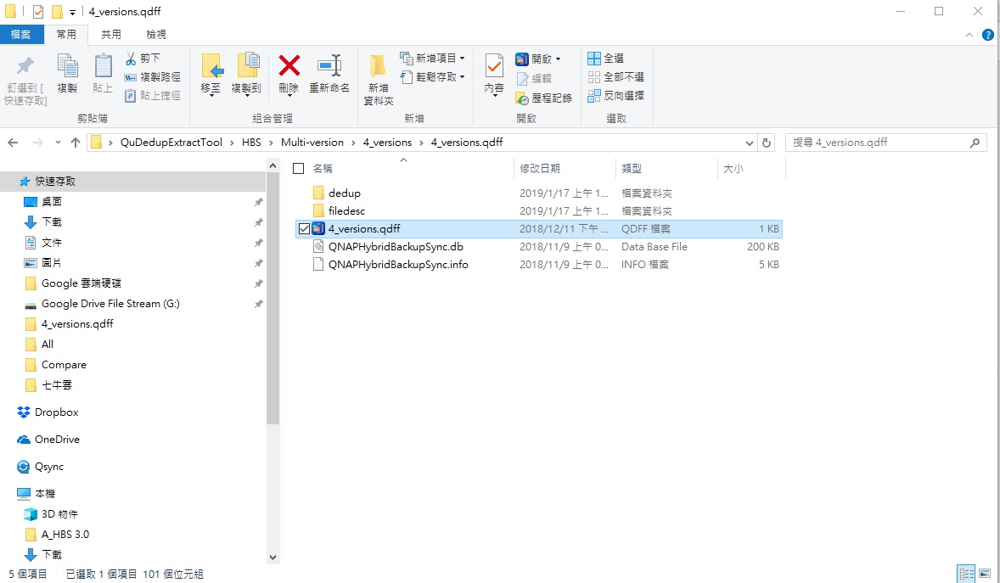 4_versions.qdff
檔案 常用 共用 檢視
釘選到 [快速存取] 複製 貼上 剪下 複製路徑 貼上捷徑
剪貼簿
移至 複製到 刪除 重新命名
組合管理
新增資料夾 新增項目 輕鬆存取
新增
內容 開啟 編輯 歷程記錄
開啟
全選 全部不選 反向選擇
選取
QuDedupExtractTool HBS Multi-version 4_versions 4_versions.qdff
搜尋 4_versions.qdff
快速存取
桌面
下載
文件
圖片
Google 雲端硬碟
Google Drive File Stream (G:)
4_versions.qdff
All
Compare
七牛雲
Dropbox
OneDrive
Qsync
本機
3D 物件
A_HBS 3.0
下載
名稱 修改日期 類型 大小
dedup 2019/1/17 上午 1... 檔案資料夾
filedesc 2019/1/17 上午 1... 檔案資料夾
4_versions.qdff 2018/12/11 下午 ... QDFF 檔案 1 KB
QNAPHybridBackupSync.db 2018/11/9 上午 0... Data Base File 200 KB
QNAPHybridBackupSync.info 2018/11/9 上午 0... INFO 檔案 5 KB
5 個項目 已選取 1 個項目 101 個位元組